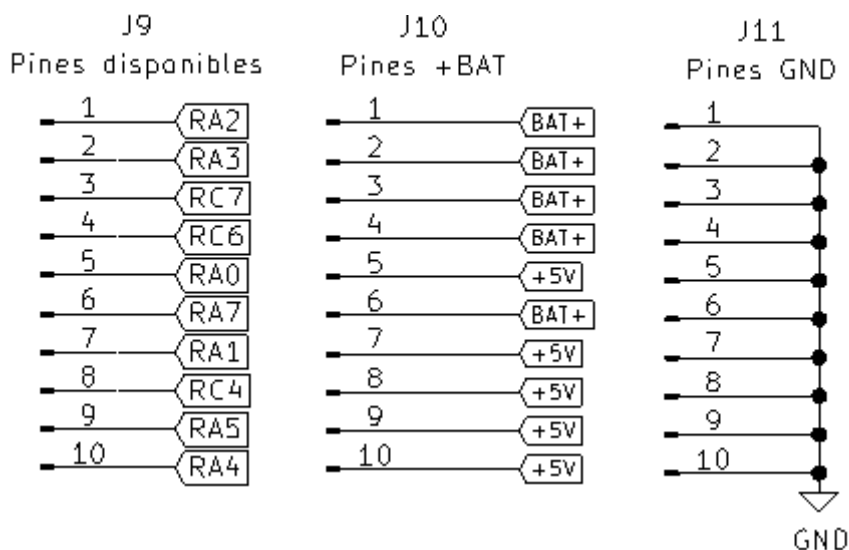 J9
Pines disponibles
1 RA2
2 RA3
3 RC7
4 RC6
5 RA0
6 RA7
7 RA1
8 RC4
9 RA5
10 RA4
J10
Pines +BAT
1 BAT+
2 BAT+
3 BAT+
4 BAT+
5 +5V
6 BAT+
7 +5V
8 +5V
9 +5V
10 +5V
J11
Pines GND
1
2
3
4
5
6
7
8
9
10
GND